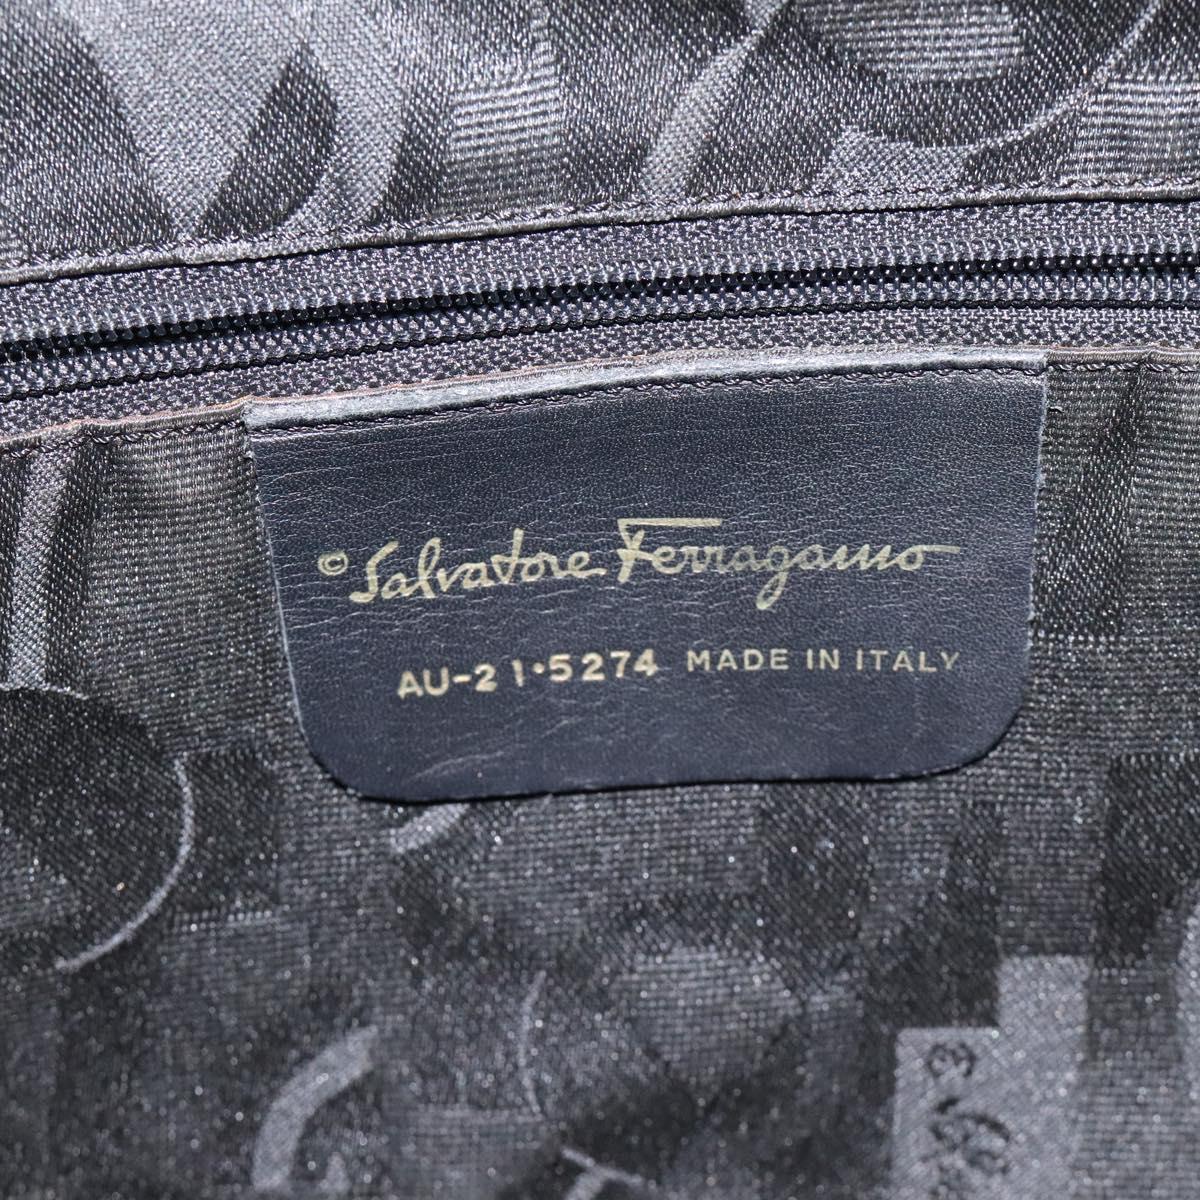 © Salvatore Ferragamo
AU-21·5274 MADE IN ITALY